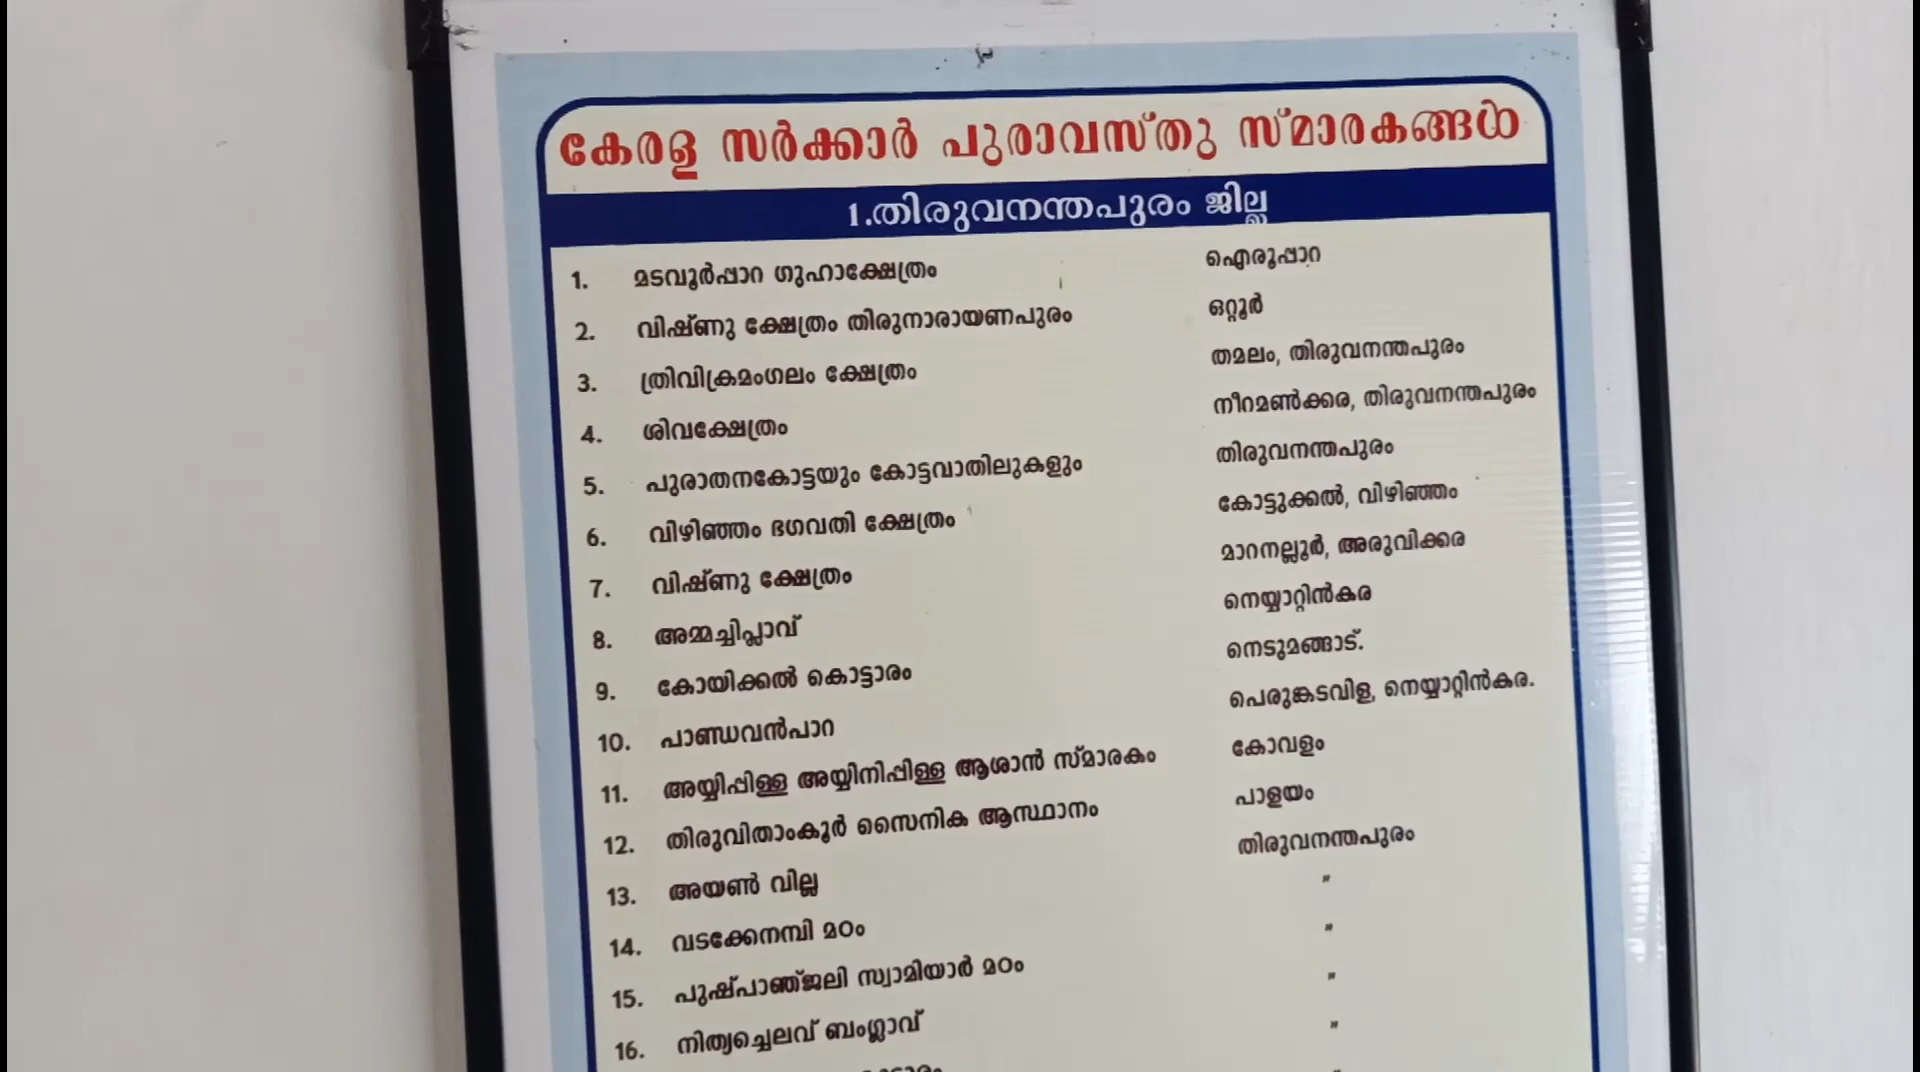 കേരള സർക്കാർ പുരാവസ്തു സ്മാരകങ്ങൾ
1.തിരുവനന്തപുരം ജില്ല
1. മടവൂർപ്പാറ ഗുഹാക്ഷേത്രം ഐരൂപ്പാറ
2. വിഷ്ണു ക്ഷേത്രം തിരുനാരായണപുരം ഒറ്റൂർ
3. ത്രിവിക്രമംഗലം ക്ഷേത്രം തമലം, തിരുവനന്തപുരം
4. ശിവക്ഷേത്രം നീറമൺക്കര, തിരുവനന്തപുരം
5. പുരാതനകോട്ടയും കോട്ടവാതിലുകളും തിരുവനന്തപുരം
6. വിഴിഞ്ഞം ഭഗവതി ക്ഷേത്രം കോട്ടുക്കൽ, വിഴിഞ്ഞം
7. വിഷ്ണു ക്ഷേത്രം മാറനല്ലൂർ, അരുവിക്കര
8. അമ്മച്ചിപ്ലാവ് നെയ്യാറ്റിൻകര
9. കോയിക്കൽ കൊട്ടാരം നെടുമങ്ങാട്.
10. പാണ്ഡവൻപാറ പെരുങ്കടവിള, നെയ്യാറ്റിൻകര.
11. അയ്യിപ്പിള്ള അയ്യിനിപ്പിള്ള ആശാൻ സ്മാരകം കോവളം
12. തിരുവിതാംകൂർ സൈനിക ആസ്ഥാനം പാളയം
13. അയൺ വില്ല തിരുവനന്തപുരം
14. വടക്കേനമ്പി മഠം "
15. പുഷ്പാഞ്ജലി സ്വാമിയാർ മഠം "
16. നിത്യച്ചെലവ് ബംഗ്ലാവ് "
"